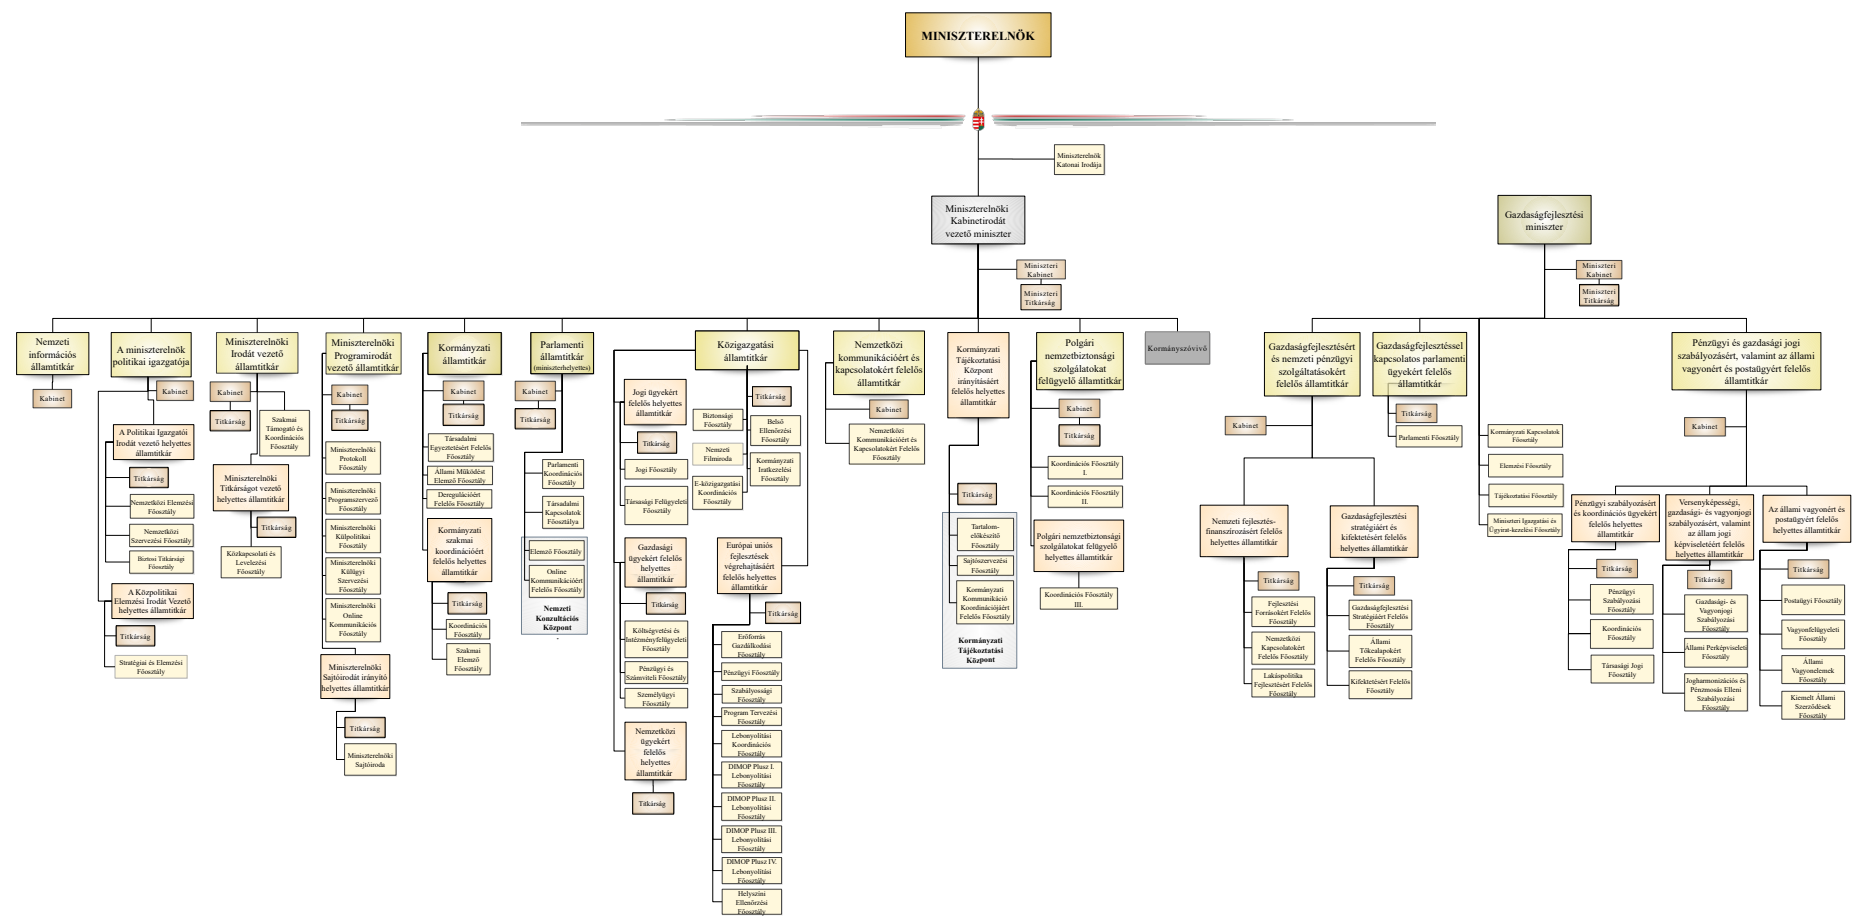 MINISZTERELNÖK
Miniszterelnök
Katonai Irodája
Miniszterelnöki
Kabinetirodát
vezető miniszter
Gazdaságfejlesztési
miniszter
Miniszteri
Kabinet
Miniszteri
Titkárság
Miniszteri
Kabinet
Miniszteri
Titkárság
Nemzeti
információs
államtitkár
Kabinet
A miniszterelnök
politikai igazgatója
Kabinet
A Politikai Igazgatói
Irodát vezető helyettes
államtitkár
Titkárság
Nemzetközi Elemzési
Főosztály
Nemzetközi
Szervezési Főosztály
Biztosi Titkársági
Főosztály
A Közpolitikai
Elemzési Irodát Vezető
helyettes államtitkár
Titkárság
Stratégiai és Elemzési
Főosztály
Miniszterelnöki
Irodát vezető
államtitkár
Kabinet
Titkárság
Szakmai
Támogató és
Koordinációs
Főosztály
Miniszterelnöki
Titkárságot vezető
helyettes államtitkár
Titkárság
Közkapcsolati és
Levelezési
Főosztály
Miniszterelnöki
Programirodát
vezető államtitkár
Kabinet
Titkárság
Miniszterelnöki
Protokoll
Főosztály
Miniszterelnöki
Programszervező
Főosztály
Miniszterelnöki
Külpolitikai
Főosztály
Miniszterelnöki
Külügyi
Szervezési
Főosztály
Miniszterelnöki
Online
Kommunikációs
Főosztály
Miniszterelnöki
Sajtóirodát irányító
helyettes államtitkár
Titkárság
Miniszterelnöki
Sajtóiroda
Kormányzati
államtitkár
Kabinet
Titkárság
Társadalmi
Egyeztetésért Felelős
Főosztály
Állami Működést
Elemző Főosztály
Deregulációért
Felelős Főosztály
Kormányzati
szakmai
koordinációért
felelős helyettes
államtitkár
Titkárság
Koordinációs
Főosztály
Szakmai
Elemző
Főosztály
Parlamenti
államtitkár
(miniszterhelyettes)
Kabinet
Titkárság
Parlamenti
Koordinációs
Főosztály
Társadalmi
Kapcsolatok
Főosztálya
Elemző Főosztály
Online
Kommunikációért
Felelős Főosztály
Nemzeti
Konzultációs
Központ
.
Közigazgatási
államtitkár
Jogi ügyekért
felelős helyettes
államtitkár
Titkárság
Jogi Főosztály
Társasági Felügyeleti
Főosztály
Titkárság
Biztonsági
Főosztály
Belső
Ellenőrzési
Főosztály
Nemzeti
Filmiroda
Kormányzati
Iratkezelési
Főosztály
E-közigazgatási
Koordinációs
Főosztály
Gazdasági
ügyekért felelős
helyettes
államtitkár
Titkárság
Költségvetési és
Intézményfelügyeleti
Főosztály
Pénzügyi és
Számviteli Főosztály
Személyügyi
Főosztály
Nemzetközi
ügyekért
felelős
helyettes
államtitkár
Titkárság
Európai uniós
fejlesztések
végrehajtásáért
felelős helyettes
államtitkár
Titkárság
Erőforrás
Gazdálkodási
Főosztály
Pénzügyi Főosztály
Szabályossági
Főosztály
Program Tervezési
Főosztály
Lebonyolítási
Koordinációs
Főosztály
DIMOP Plusz I.
Lebonyolítási
Főosztály
DIMOP Plusz II.
Lebonyolítási
Főosztály
DIMOP Plusz III.
Lebonyolítási
Főosztály
DIMOP Plusz IV.
Lebonyolítási
Főosztály
Helyszíni
Ellenőrzési
Főosztály
Nemzetközi
kommunikációért és
kapcsolatokért felelős
államtitkár
Kabinet
Nemzetközi
Kommunikációért és
Kapcsolatokért Felelős
Főosztály
Kormányzati
Tájékoztatási
Központ
irányításáért
felelős helyettes
államtitkár
Titkárság
Tartalom-
előkészítő
Főosztály
Sajtószervezési
Főosztály
Kormányzati
Kommunikáció
Koordinációjáért
Felelős Főosztály
Kormányzati
Tájékoztatási
Központ
Polgári
nemzetbiztonsági
szolgálatokat
felügyelő államtitkár
Kabinet
Titkárság
Koordinációs Főosztály
I.
Koordinációs Főosztály
II.
Polgári nemzetbiztonsági
szolgálatokat felügyelő
helyettes államtitkár
Koordinációs Főosztály
III.
Kormányszóvivő
Gazdaságfejlesztésért
és nemzeti pénzügyi
szolgáltatásokért
felelős államtitkár
Kabinet
Nemzeti fejlesztés-
finanszírozásért felelős
helyettes államtitkár
Titkárság
Fejlesztési
Forrásokért Felelős
Főosztály
Nemzetközi
Kapcsolatokért
Felelős Főosztály
Lakáspolitika
Fejlesztésért Felelős
Főosztály
Gazdaságfejlesztési
stratégiáért és
kifektetésért felelős
helyettes államtitkár
Titkárság
Gazdaságfejlesztési
Stratégiáért Felelős
Főosztály
Állami
Tőkealapokért
Felelős Főosztály
Kifektetésért Felelős
Főosztály
Gazdaságfejlesztéssel
kapcsolatos parlamenti
ügyekért felelős
államtitkár
Titkárság
Parlamenti Főosztály
Kormányzati Kapcsolatok
Főosztály
Elemzési Főosztály
Tájékoztatási Főosztály
Miniszteri Igazgatási és
Ügyirat-kezelési Főosztály
Pénzügyi és gazdasági jogi
szabályozásért, valamint az állami
vagyonért és postaügyért felelős
államtitkár
Kabinet
Pénzügyi szabályozásért
és koordinációs ügyekért
felelős helyettes
államtitkár
Titkárság
Pénzügyi
Szabályozási
Főosztály
Koordinációs
Főosztály
Társasági Jogi
Főosztály
Versenyképességi,
gazdasági- és vagyonjogi
szabályozásért, valamint
az állam jogi
képviseletéért felelős
helyettes államtitkár
Titkárság
Gazdasági- és
Vagyonjogi
Szabályozási
Főosztály
Állami Perképviseleti
Főosztály
Jogharmonizációs és
Pénzmosás Elleni
Szabályozási
Főosztály
Az állami vagyonért és
postaügyért felelős
helyettes államtitkár
Titkárság
Postaügyi Főosztály
Vagyonfelügyeleti
Főosztály
Állami
Vagyonelemek
Főosztály
Kiemelt Állami
Szerződések
Főosztály